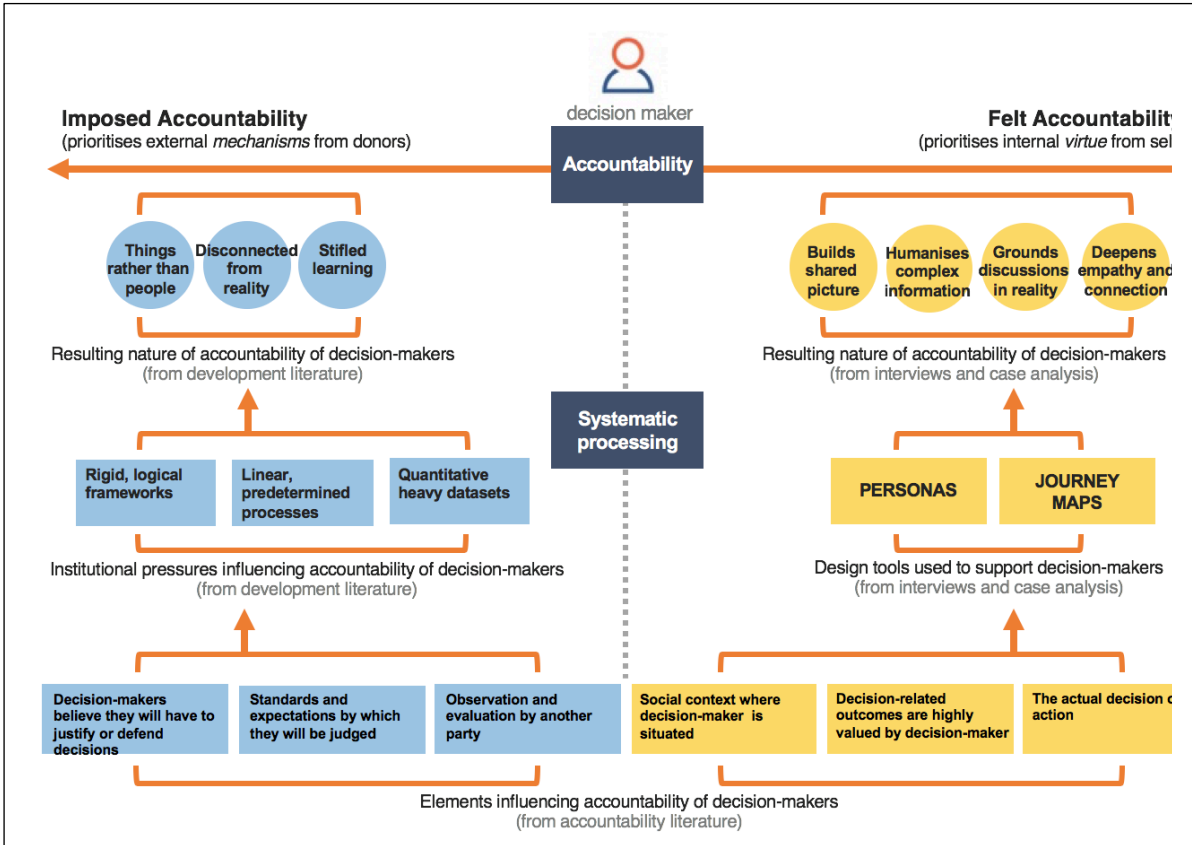 decision maker
Imposed Accountability
(prioritises external mechanisms from donors)
Felt Accountability
(prioritises internal virtue from sel
Accountability
Things
rather than
people
Disconnected
from
reality
Stifled
learning
Builds
shared
picture
Humanises
complex
information
Grounds
discussions
in reality
Deepens
empathy and
connection
Resulting nature of accountability of decision-makers
(from development literature)
Resulting nature of accountability of decision-makers
(from interviews and case analysis)
Systematic
processing
Rigid, logical
frameworks
Linear,
predetermined
processes
Quantitative
heavy datasets
PERSONAS
JOURNEY
MAPS
Institutional pressures influencing accountability of decision-makers
(from development literature)
Design tools used to support decision-makers
(from interviews and case analysis)
Decision-makers
believe they will have to
justify or defend
decisions
Standards and
expectations by which
they will be judged
Observation and
evaluation by another
party
Social context where
decision-maker is
situated
Decision-related
outcomes are highly
valued by decision-maker
The actual decision o
action
Elements influencing accountability of decision-makers
(from accountability literature)